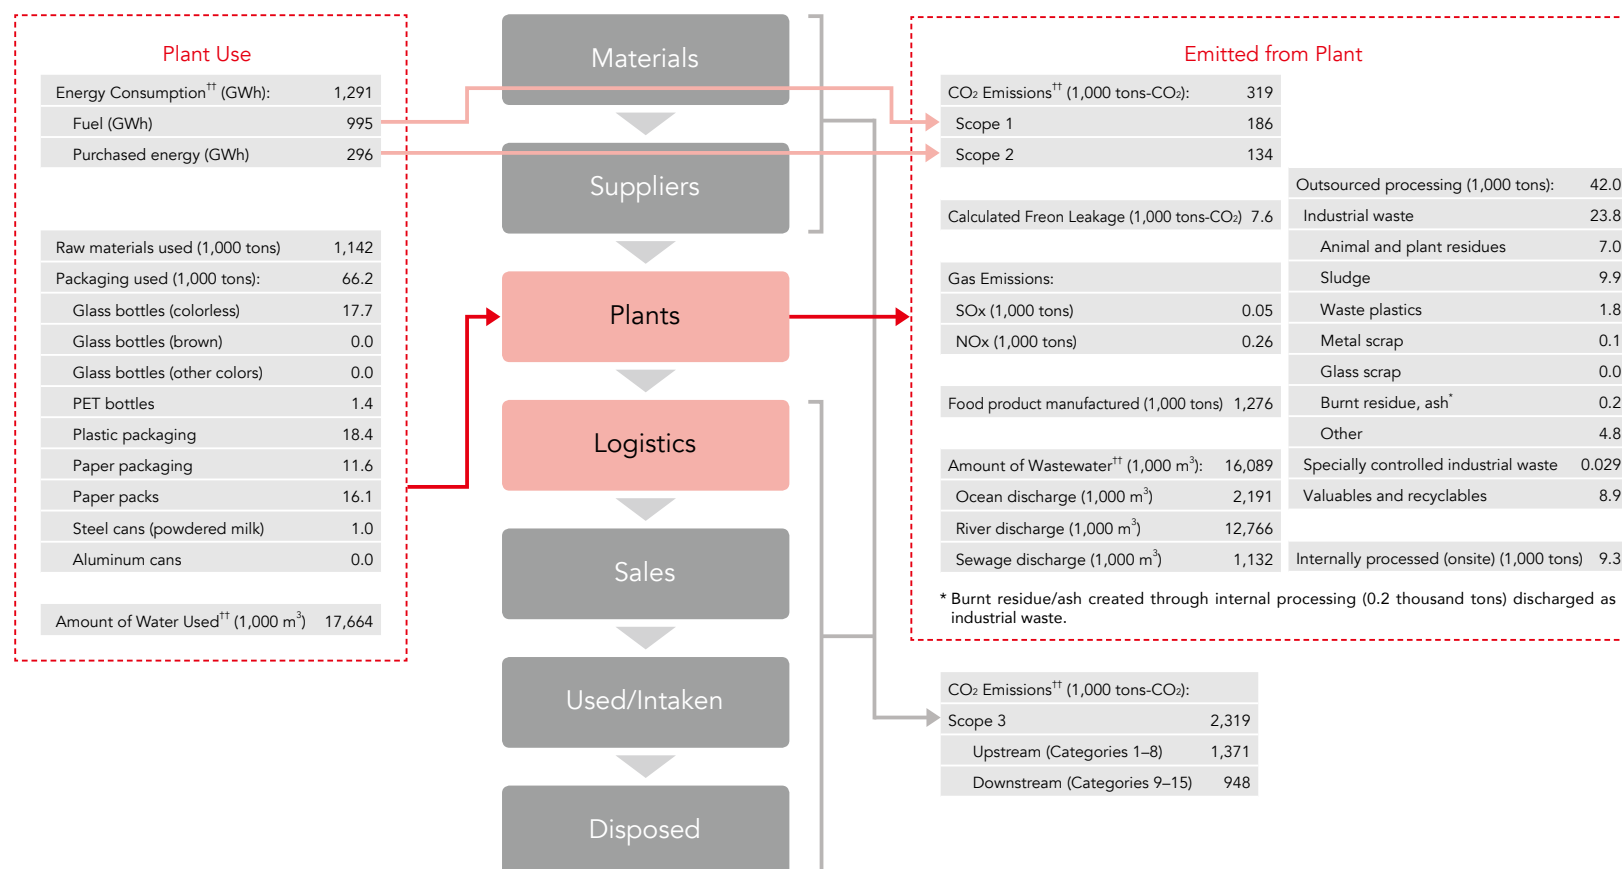 Plant Use
Energy Consumption†† (GWh): 1,291
Fuel (GWh) 995
Purchased energy (GWh) 296
Raw materials used (1,000 tons) 1,142
Packaging used (1,000 tons): 66.2
Glass bottles (colorless) 17.7
Glass bottles (brown) 0.0
Glass bottles (other colors) 0.0
PET bottles 1.4
Plastic packaging 18.4
Paper packaging 11.6
Paper packs 16.1
Steel cans (powdered milk) 1.0
Aluminum cans 0.0
Amount of Water Used†† (1,000 m³) 17,664
Materials
Suppliers
Plants
Logistics
Sales
Used/Intaken
Disposed
Emitted from Plant
CO₂ Emissions†† (1,000 tons-CO₂): 319
Scope 1 186
Scope 2 134
Calculated Freon Leakage (1,000 tons-CO₂) 7.6
Gas Emissions:
SOx (1,000 tons) 0.05
NOx (1,000 tons) 0.26
Food product manufactured (1,000 tons) 1,276
Amount of Wastewater†† (1,000 m³): 16,089
Ocean discharge (1,000 m³) 2,191
River discharge (1,000 m³) 12,766
Sewage discharge (1,000 m³) 1,132
Outsourced processing (1,000 tons): 42.0
Industrial waste 23.8
Animal and plant residues 7.0
Sludge 9.9
Waste plastics 1.8
Metal scrap 0.1
Glass scrap 0.0
Burnt residue, ash* 0.2
Other 4.8
Specially controlled industrial waste 0.029
Valuables and recyclables 8.9
Internally processed (onsite) (1,000 tons) 9.3
* Burnt residue/ash created through internal processing (0.2 thousand tons) discharged as
industrial waste.
CO₂ Emissions†† (1,000 tons-CO₂):
Scope 3 2,319
Upstream (Categories 1–8) 1,371
Downstream (Categories 9–15) 948